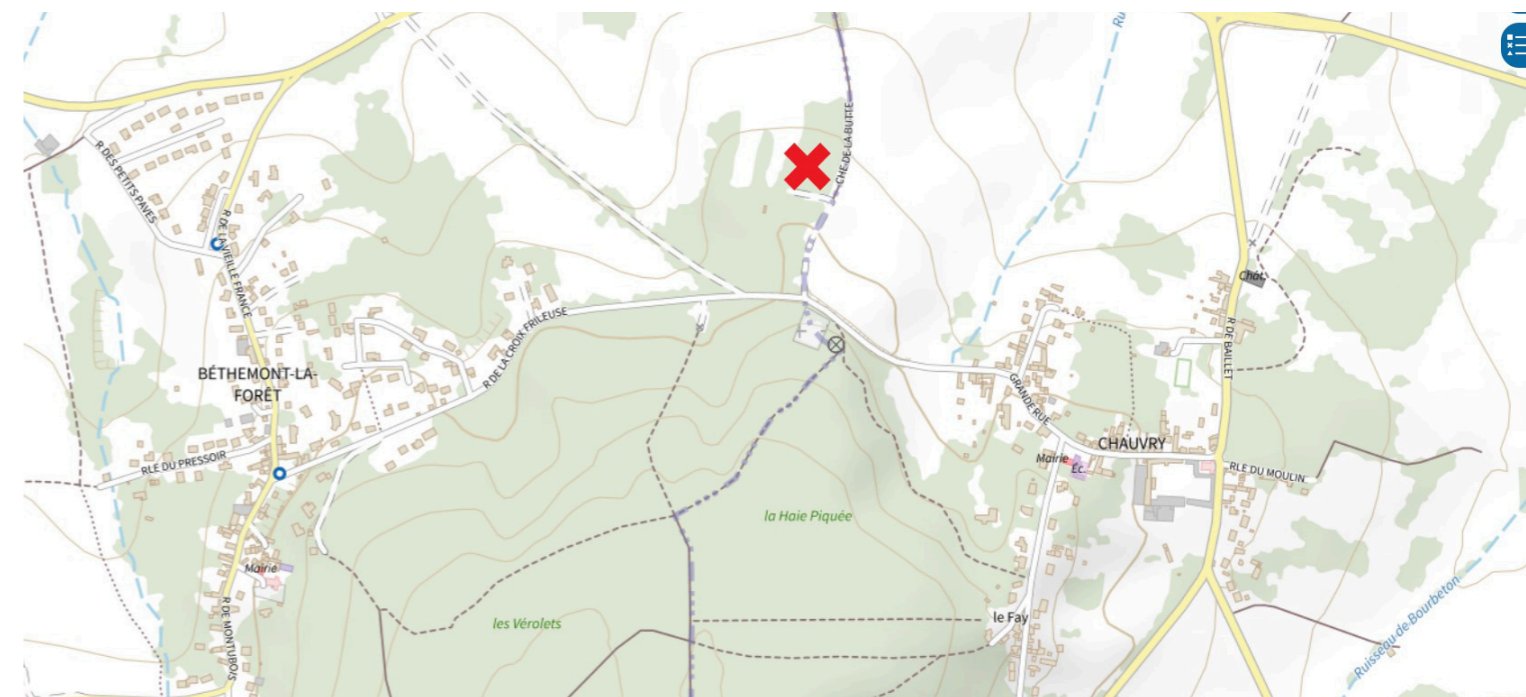 Ru
R DES PETITS PAVES
R DE LA VIEILLE FRANCE
CHE DE LA BUTTE
Chât.
R DE LA CROIX FRILEUSE
R DE BAILLET
BÉTHEMONT-LA-
FORÊT
GRANDE RUE
CHAUVRY
RLE DU PRESSOIR
Mairie
Éc.
RLE DU MOULIN
la Haie Piquée
Mairie
les Vérolets
le Fay
R DE MONTUBOIS
Ruisseau de Bourbeton